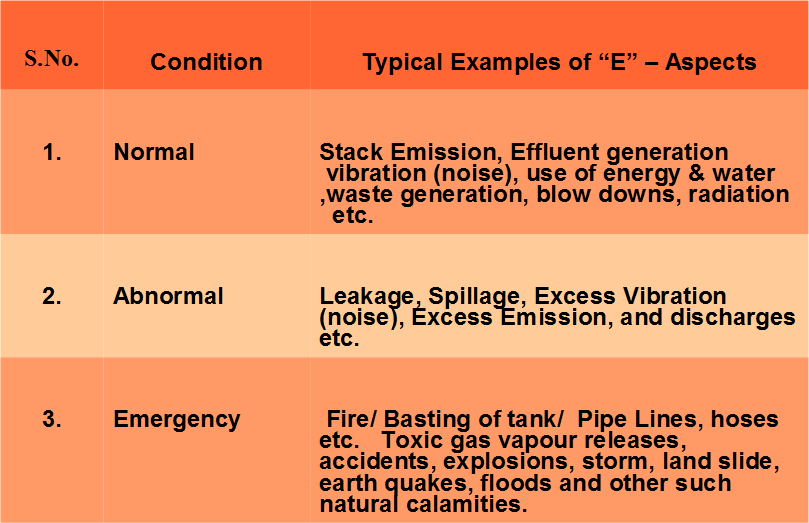 S.No. Condition Typical Examples of “E” – Aspects
1. Normal Stack Emission, Effluent generation
vibration (noise), use of energy & water
,waste generation, blow downs, radiation
etc.
2. Abnormal Leakage, Spillage, Excess Vibration
(noise), Excess Emission, and discharges
etc.
3. Emergency Fire/ Basting of tank/ Pipe Lines, hoses
etc. Toxic gas vapour releases,
accidents, explosions, storm, land slide,
earth quakes, floods and other such
natural calamities.